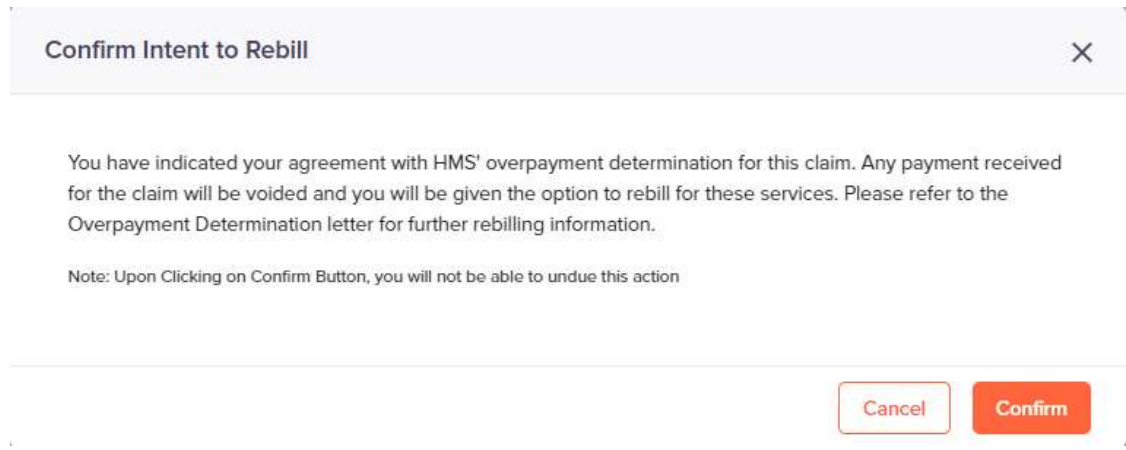 Confirm Intent to Rebill
You have indicated your agreement with HMS' overpayment determination for this claim. Any payment received
for the claim will be voided and you will be given the option to rebill for these services. Please refer to the
Overpayment Determination letter for further rebilling information.
Note: Upon Clicking on Confirm Button, you will not be able to undue this action
Cancel Confirm